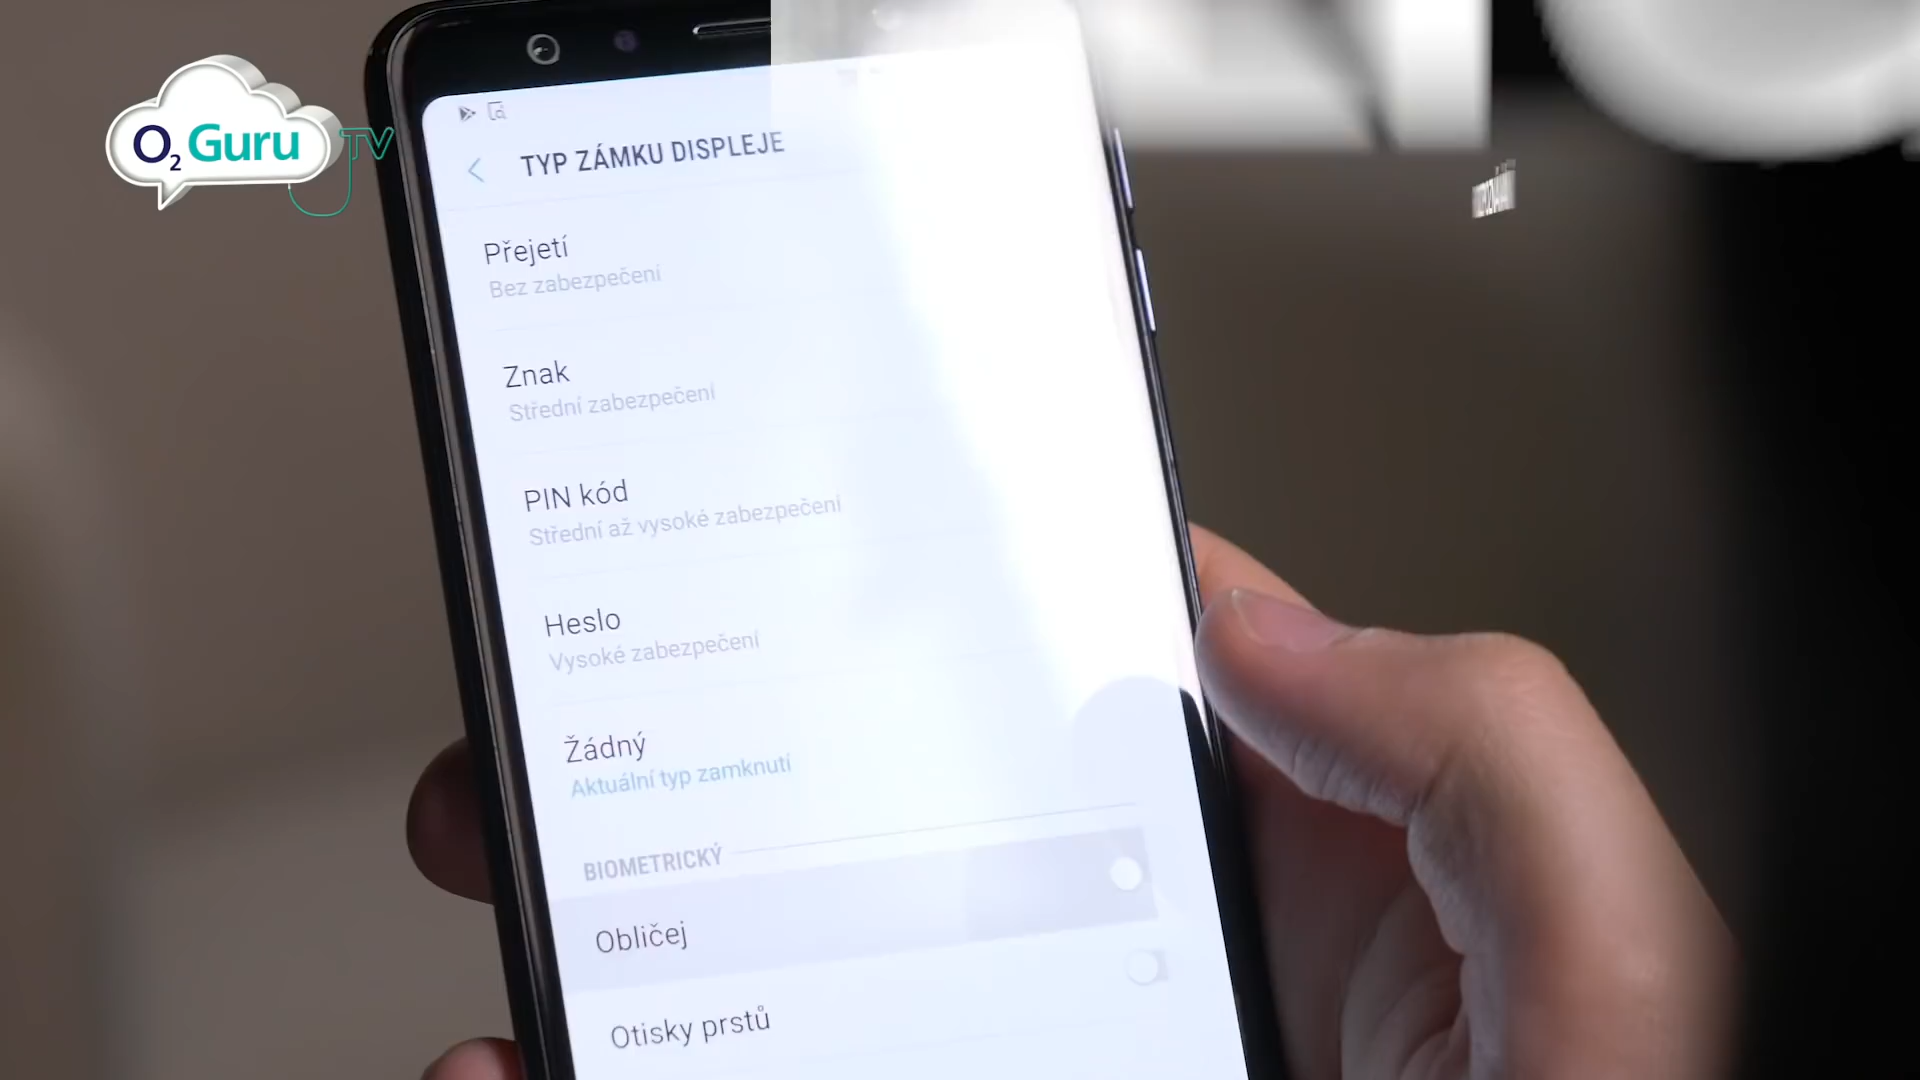 O2 Guru TV
TYP ZÁMKU DISPLEJE
Přejetí
Bez zabezpečení
Znak
Střední zabezpečení
PIN kód
Střední až vysoké zabezpečení
Heslo
Vysoké zabezpečení
Žádný
Aktuální typ zamknutí
BIOMETRICKÝ
Obličej
Otisky prstů